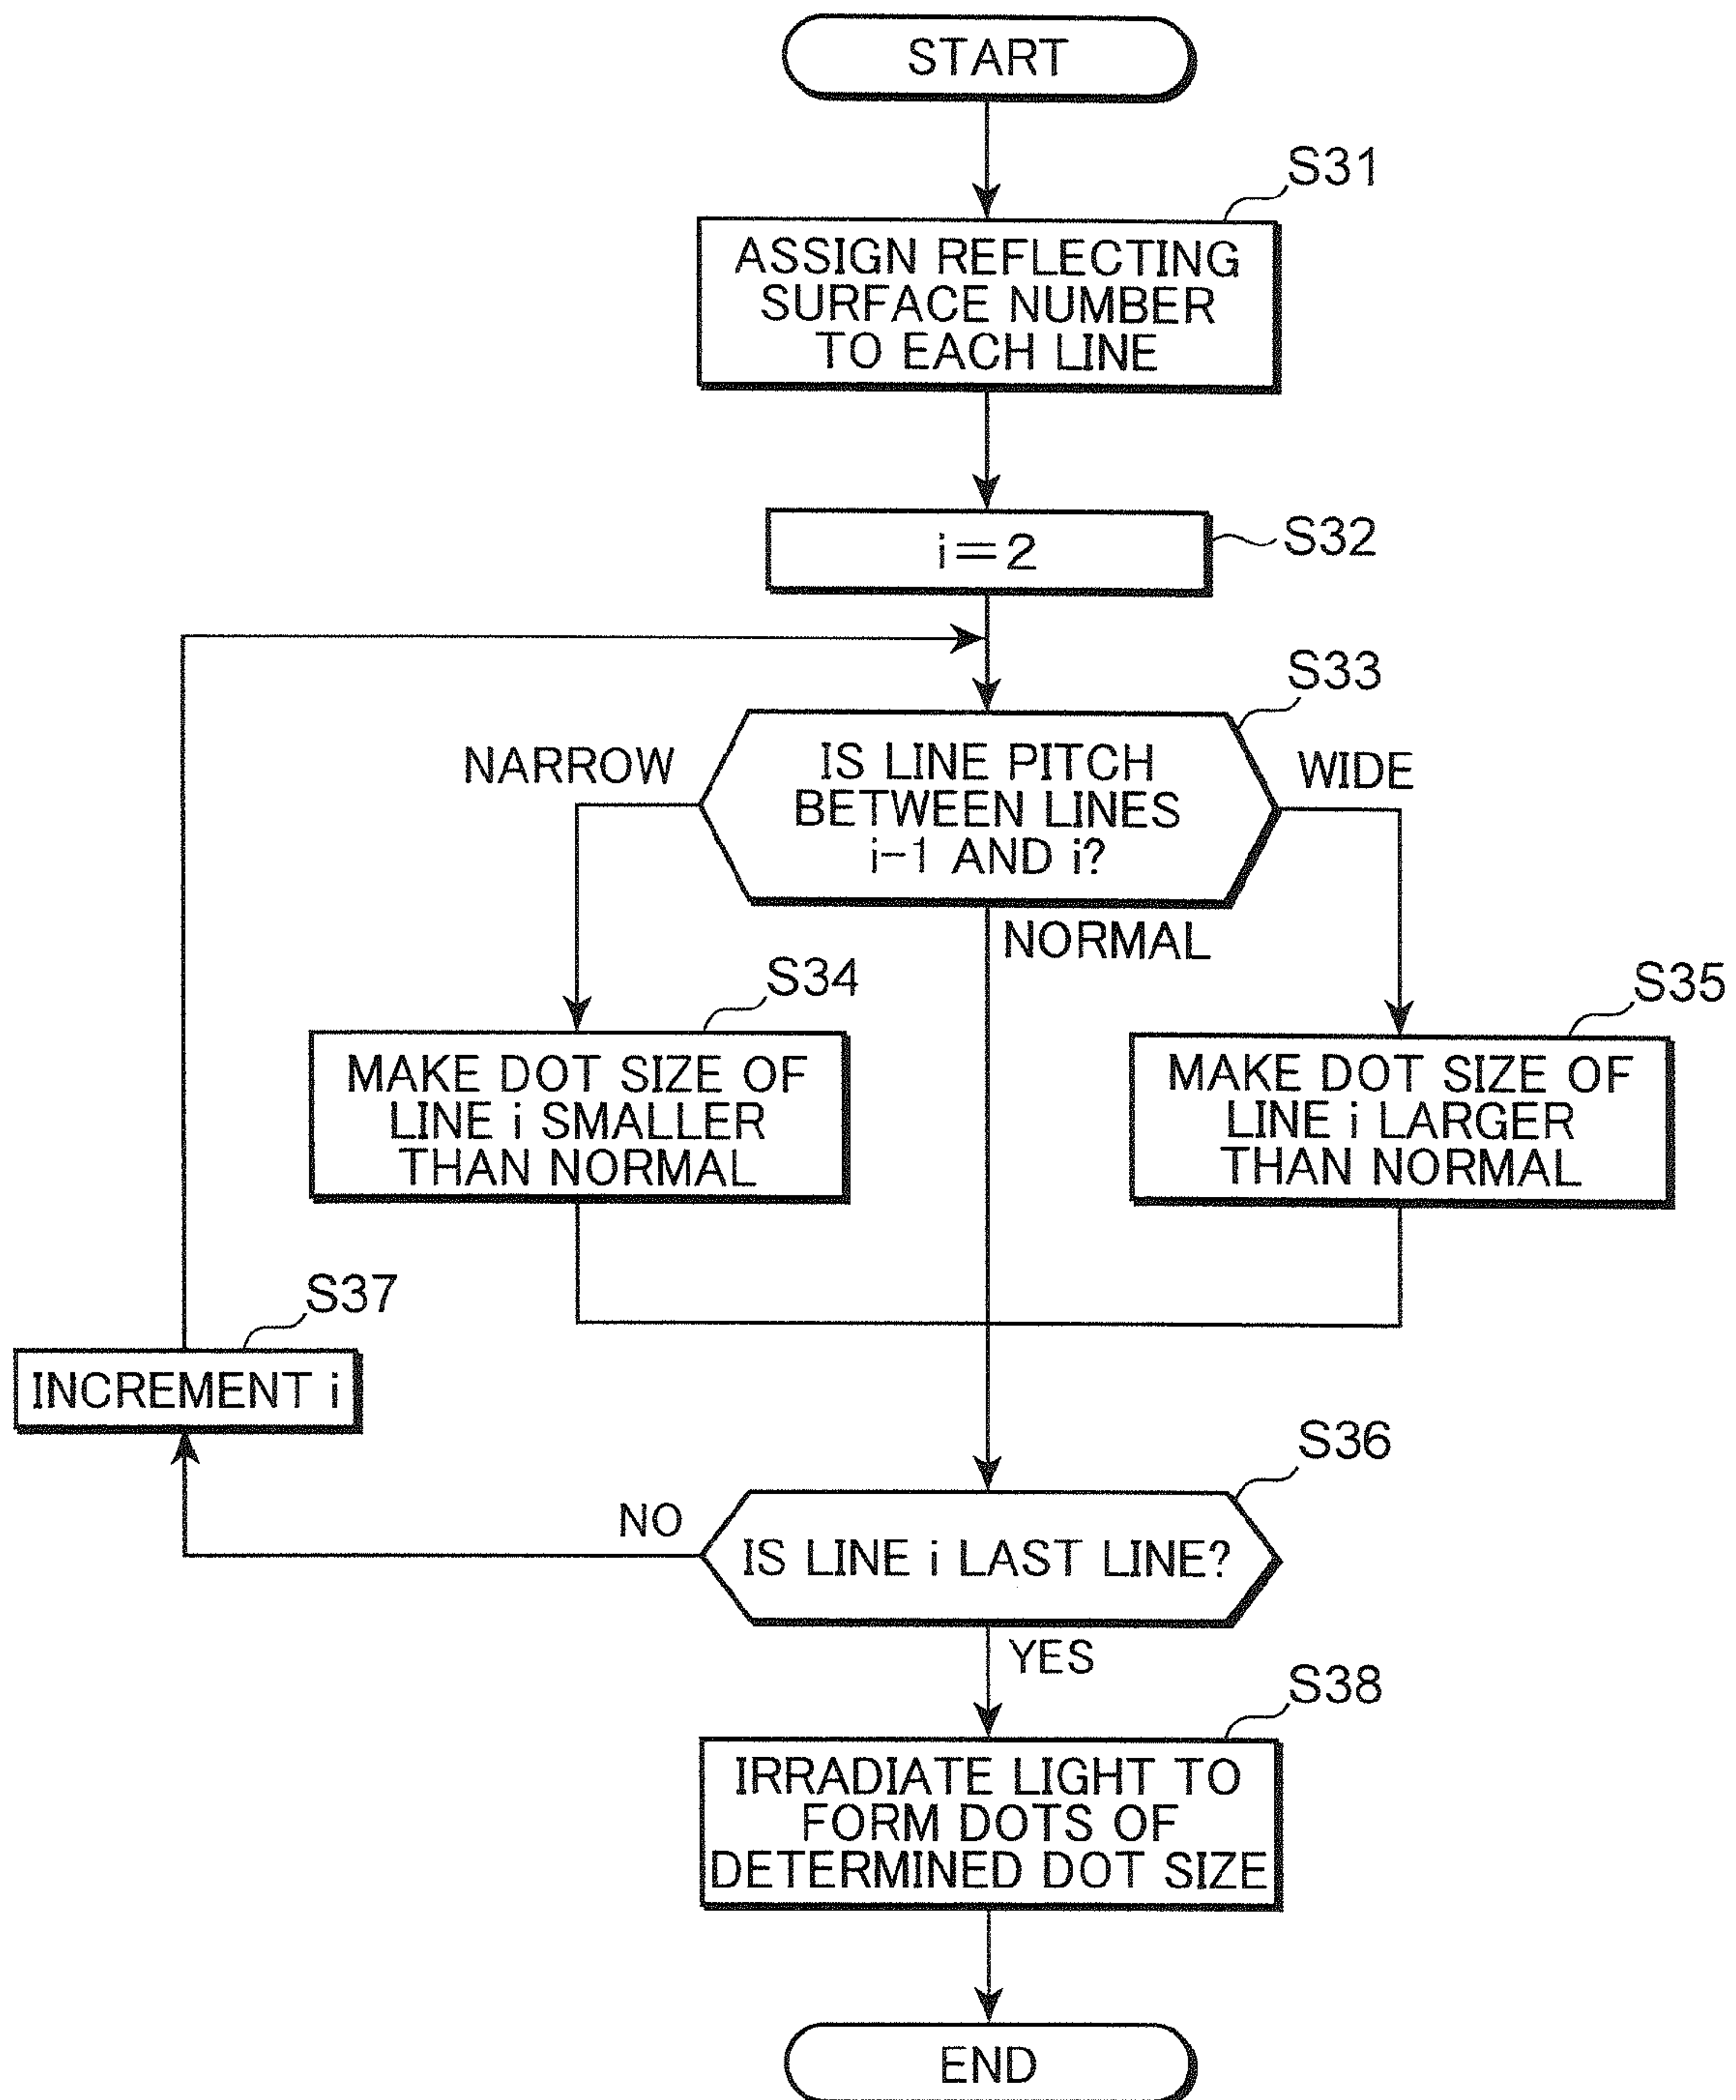 START
S31
ASSIGN REFLECTING
SURFACE NUMBER
TO EACH LINE
i=2
S32
S33
NARROW
IS LINE PITCH
BETWEEN LINES
i-1 AND i?
WIDE
NORMAL
S34
MAKE DOT SIZE OF
LINE i SMALLER
THAN NORMAL
S35
MAKE DOT SIZE OF
LINE i LARGER
THAN NORMAL
S37
INCREMENT i
S36
NO
IS LINE i LAST LINE?
YES
S38
IRRADIATE LIGHT TO
FORM DOTS OF
DETERMINED DOT SIZE
END